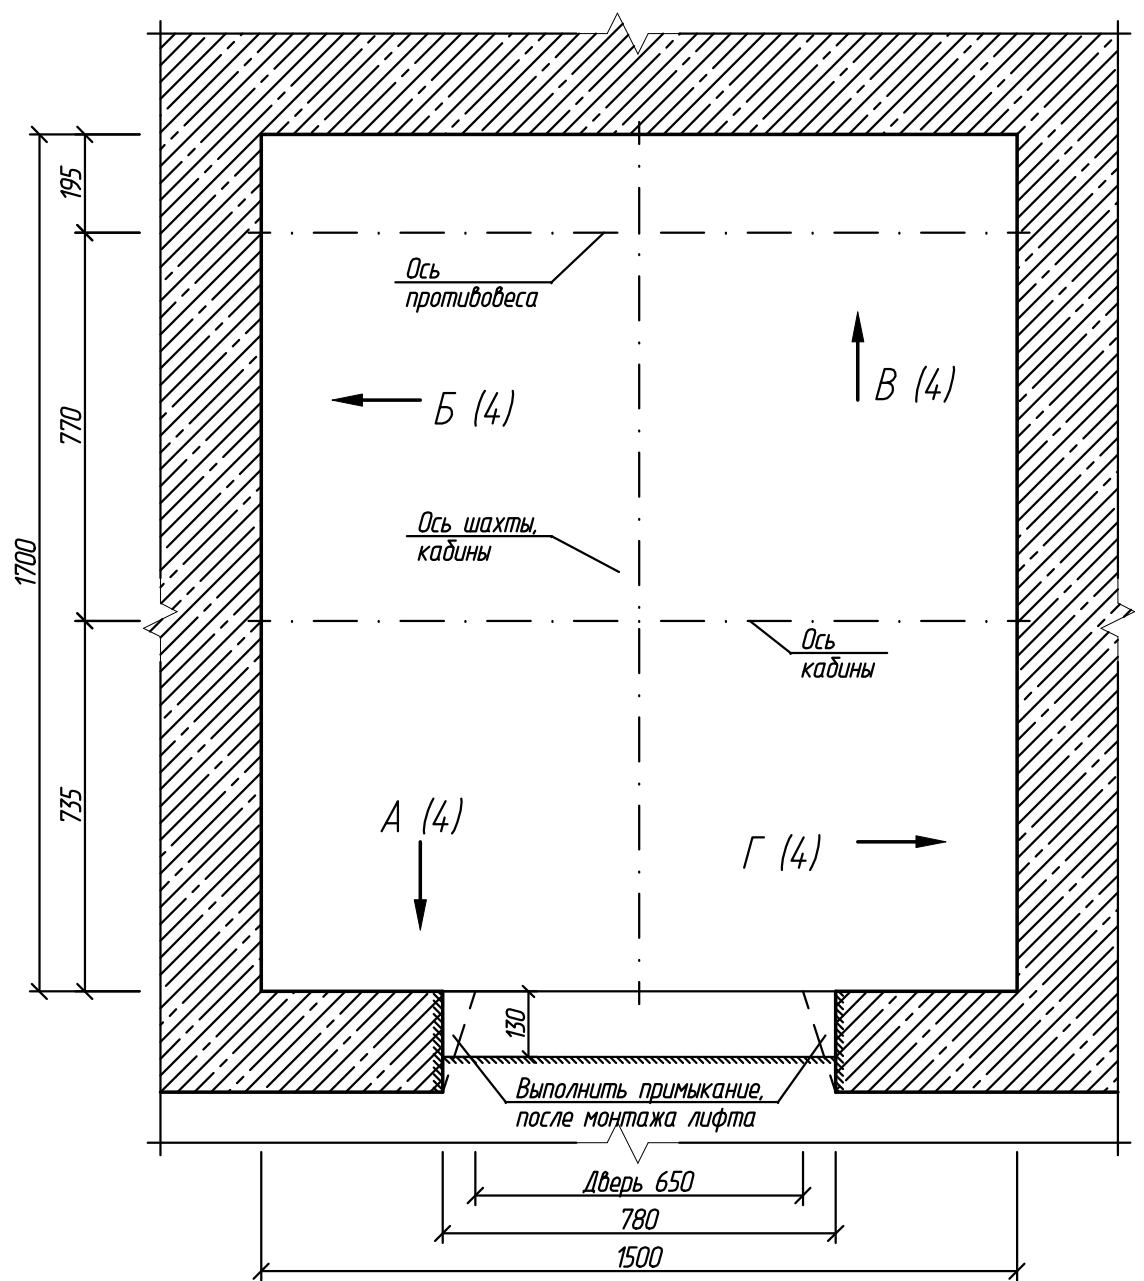 195
Ось
противовеса
В (4)
Б (4)
770
Ось шахты,
кабины
1700
Ось
кабины
735
А (4)
Г (4)
130
Выполнить примыкание,
после монтажа лифта
Дверь 650
780
1500